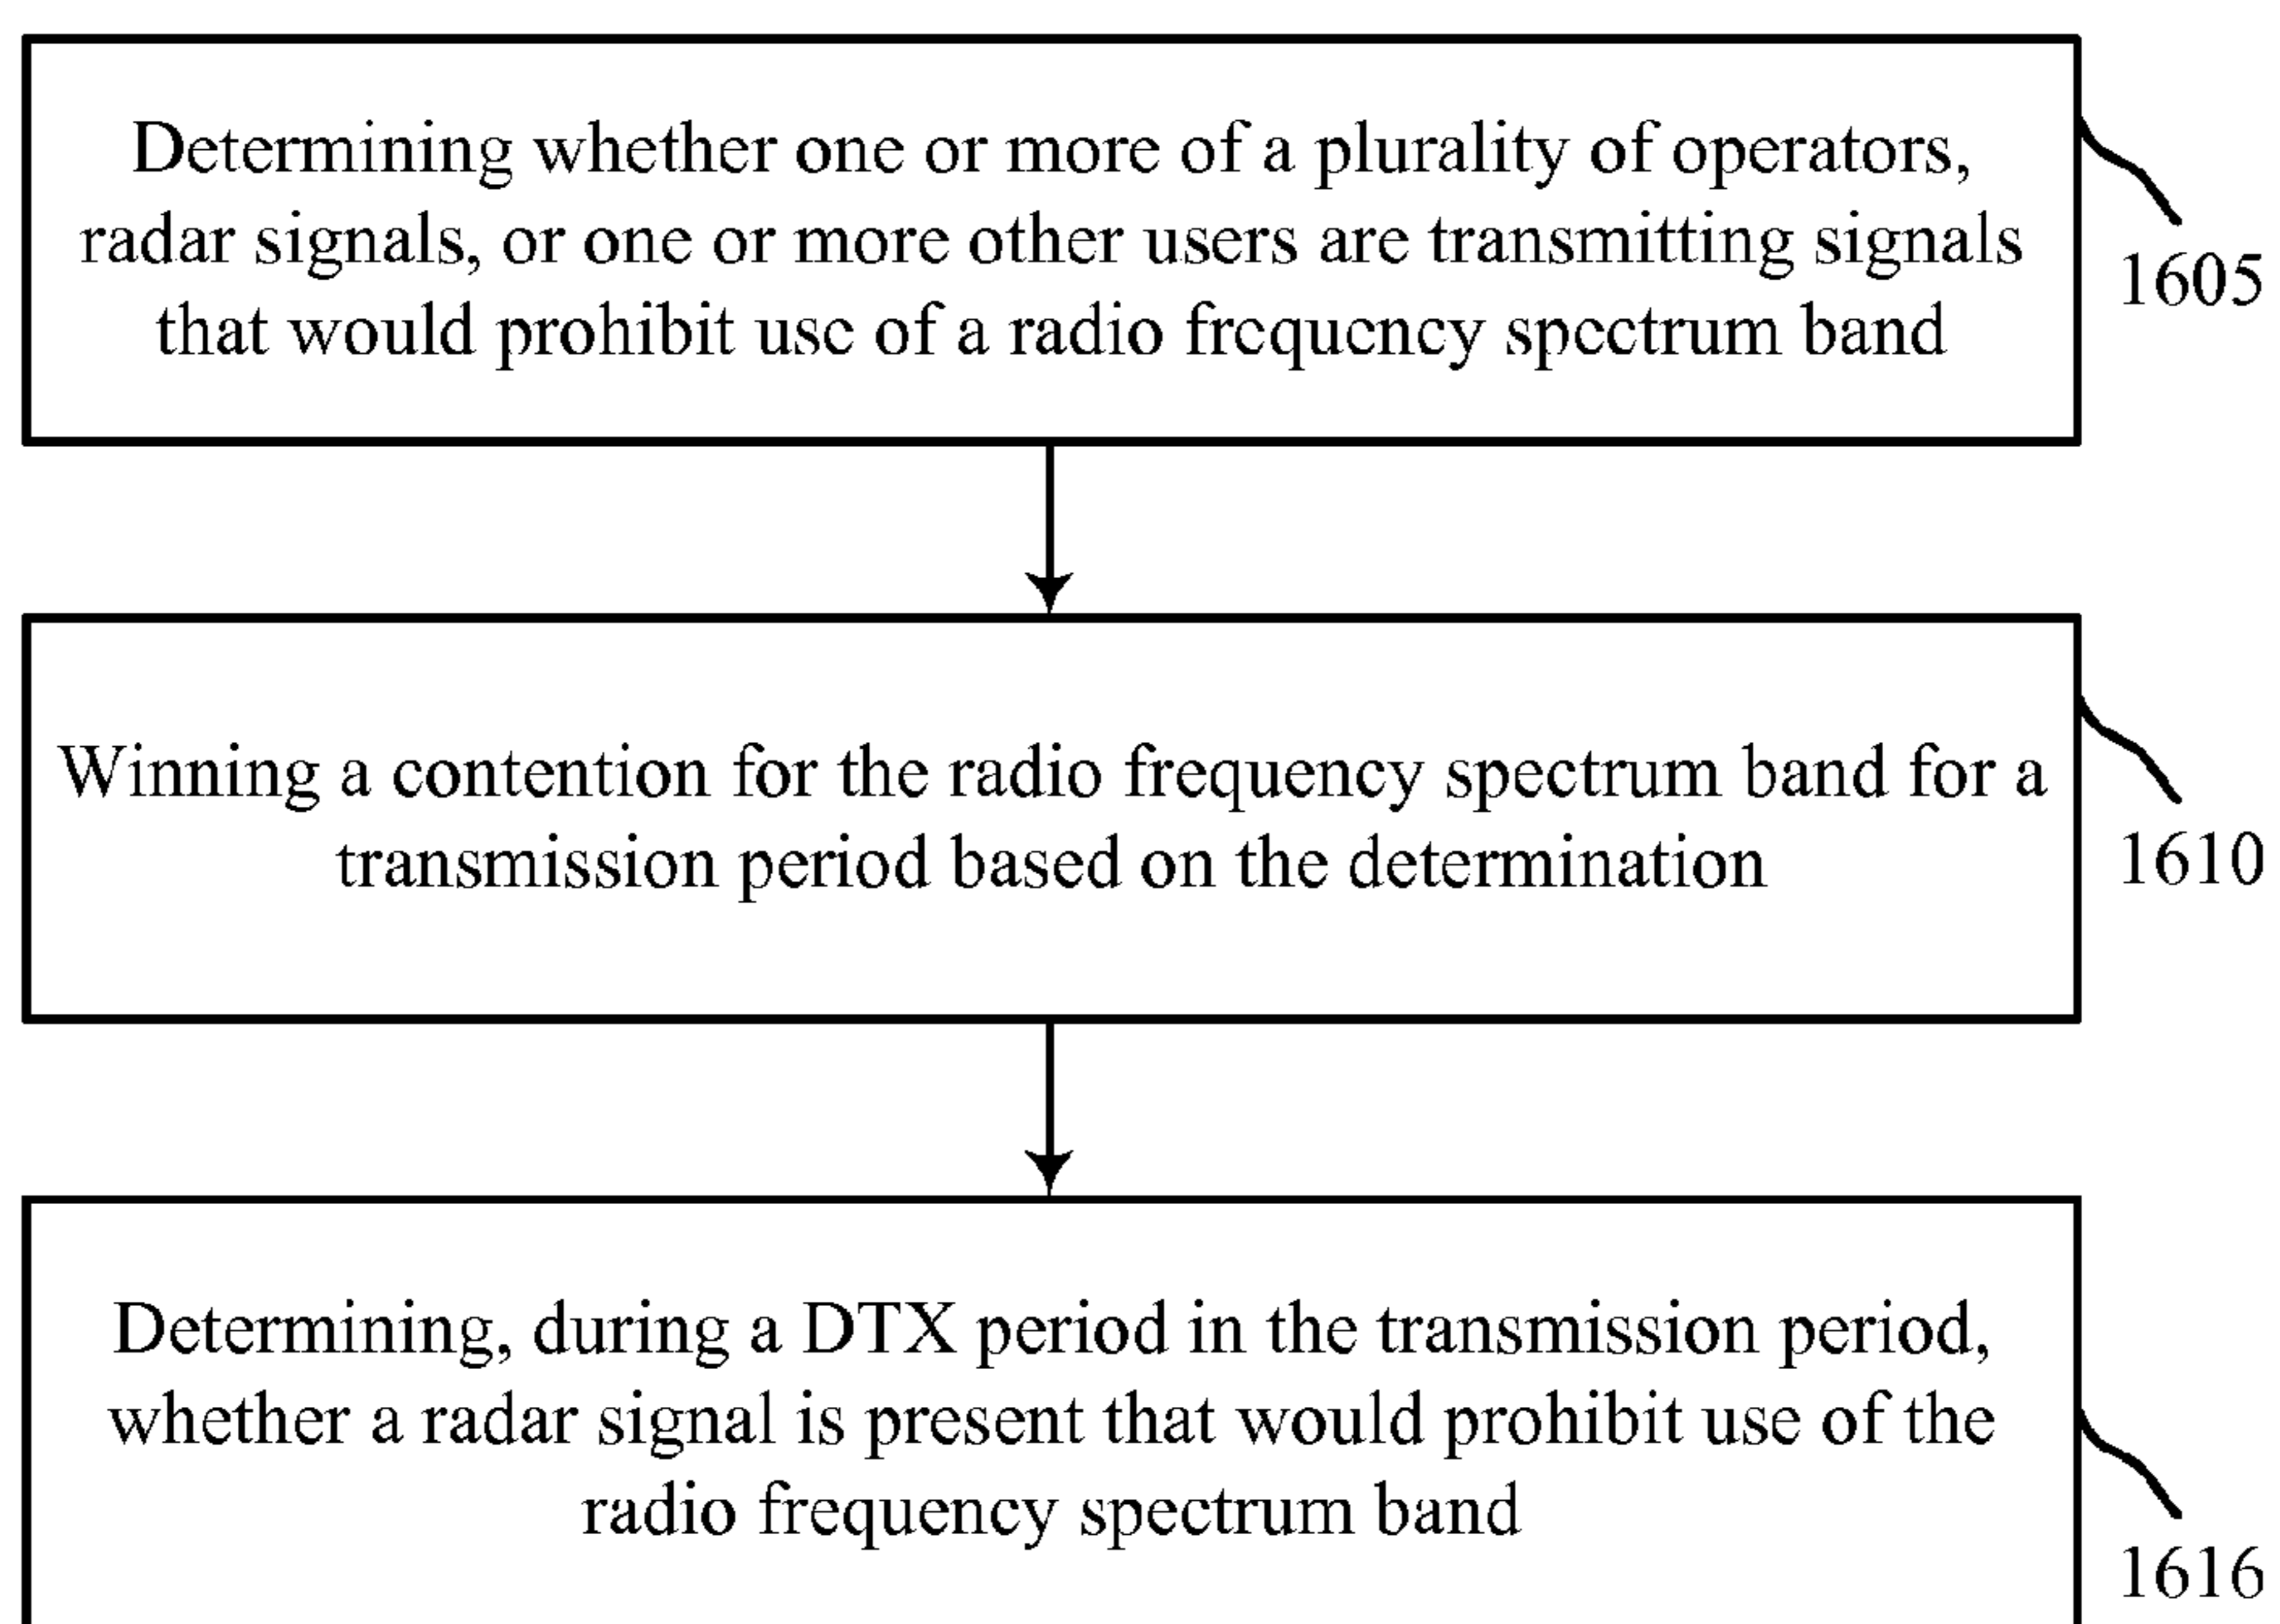 Determining whether one or more of a plurality of operators,
radar signals, or one or more other users are transmitting signals
that would prohibit use of a radio frequency spectrum band
1605
Winning a contention for the radio frequency spectrum band for a
transmission period based on the determination
1610
Determining, during a DTX period in the transmission period,
whether a radar signal is present that would prohibit use of the
radio frequency spectrum band
1616